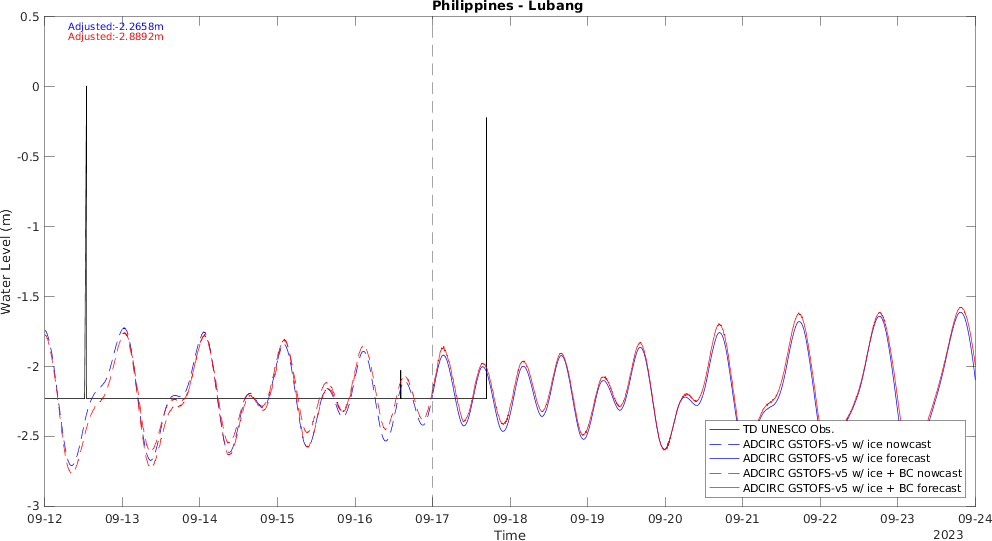 Philippines - Lubang
Adjusted:-2.2658m
Adjusted:-2.8892m
0.5
0
-0.5
-1
-1.5
-2
-2.5
-3
Water Level (m)
TD UNESCO Obs.
ADCIRC GSTOFS-v5 w/ ice nowcast
ADCIRC GSTOFS-v5 w/ ice forecast
ADCIRC GSTOFS-v5 w/ ice + BC nowcast
ADCIRC GSTOFS-v5 w/ ice + BC forecast
09-12 09-13 09-14 09-15 09-16 09-17 09-18 09-19 09-20 09-21 09-22 09-23 09-24
Time
2023